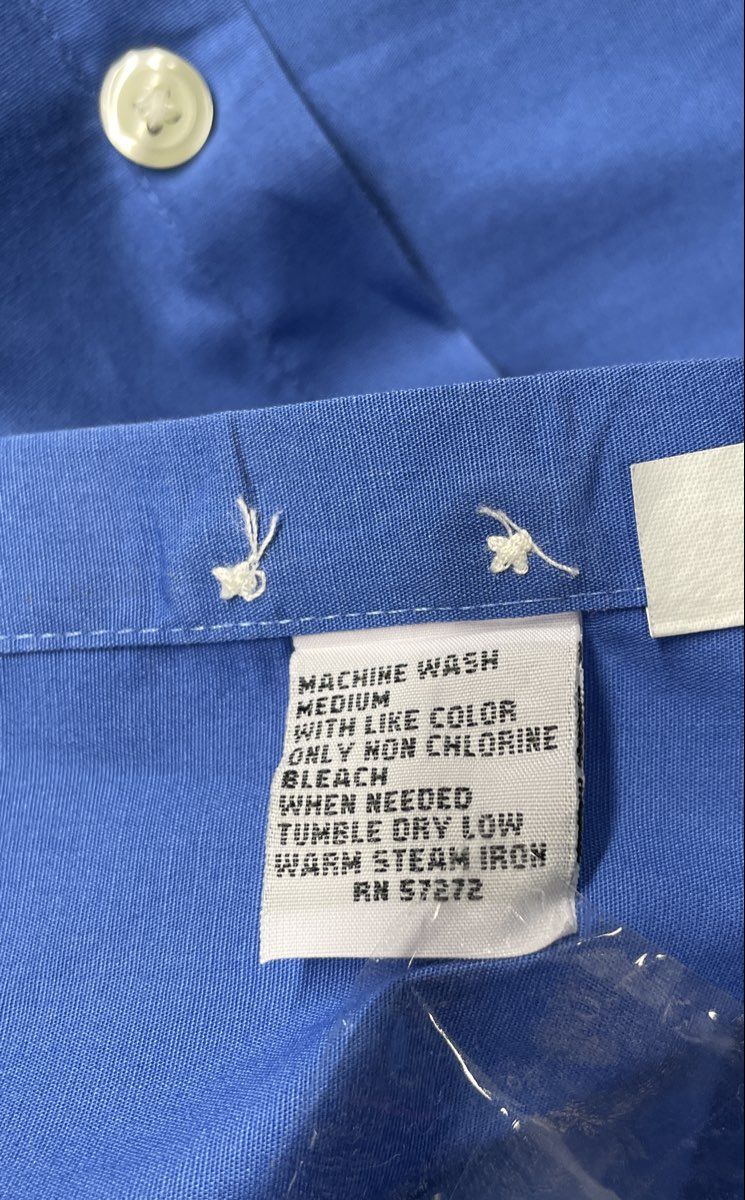 MACHINE WASH
MEDIUM
WITH LIKE COLOR
ONLY NON CHLORINE
BLEACH
WHEN NEEDED
TUMBLE DRY LOW
WARM STEAM IRON
RN 57272